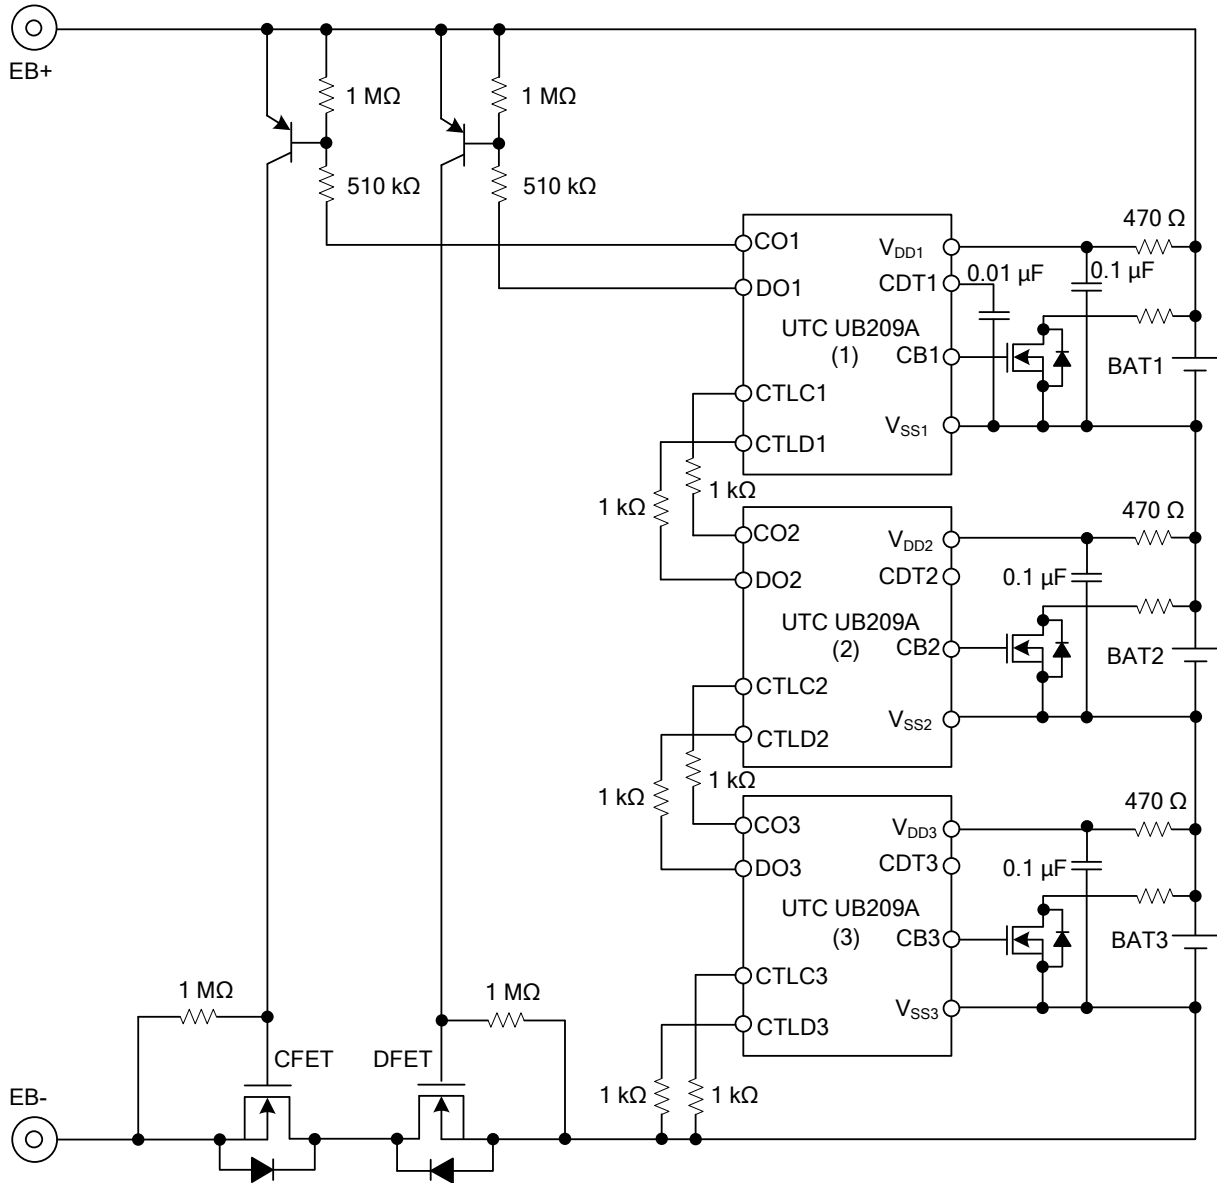 EB+
1 MΩ
1 MΩ
510 kΩ
510 kΩ
470 Ω
CO1
VDD1
CDT1
0.01 µF
0.1 µF
DO1
UTC UB209A
(1)
CB1
BAT1
CTLC1
CTLD1
VSS1
1 kΩ
1 kΩ
470 Ω
CO2
VDD2
CDT2
0.1 µF
DO2
UTC UB209A
(2)
CB2
BAT2
CTLC2
CTLD2
VSS2
1 kΩ
1 kΩ
470 Ω
CO3
VDD3
CDT3
0.1 µF
DO3
UTC UB209A
(3)
CB3
BAT3
CTLC3
CTLD3
VSS3
1 MΩ
1 MΩ
CFET
DFET
1 kΩ
1 kΩ
EB-